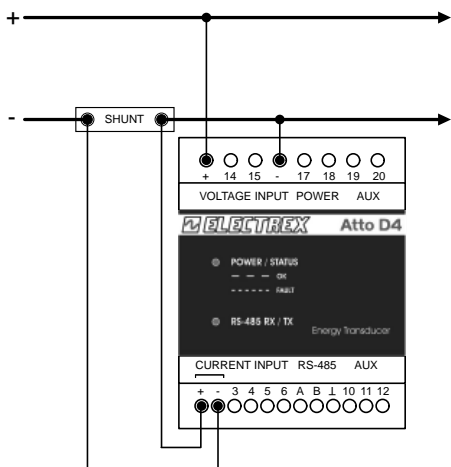 +
-
SHUNT
+ 14 15 - 17 18 19 20
VOLTAGE INPUT POWER AUX
ELECTREX Atto D4
POWER / STATUS
— — — OK
- - - - - - FAULT
RS-485 RX / TX
Energy Transducer
CURRENT INPUT RS-485 AUX
+ - 3 4 5 6 A B ⊥ 10 11 12